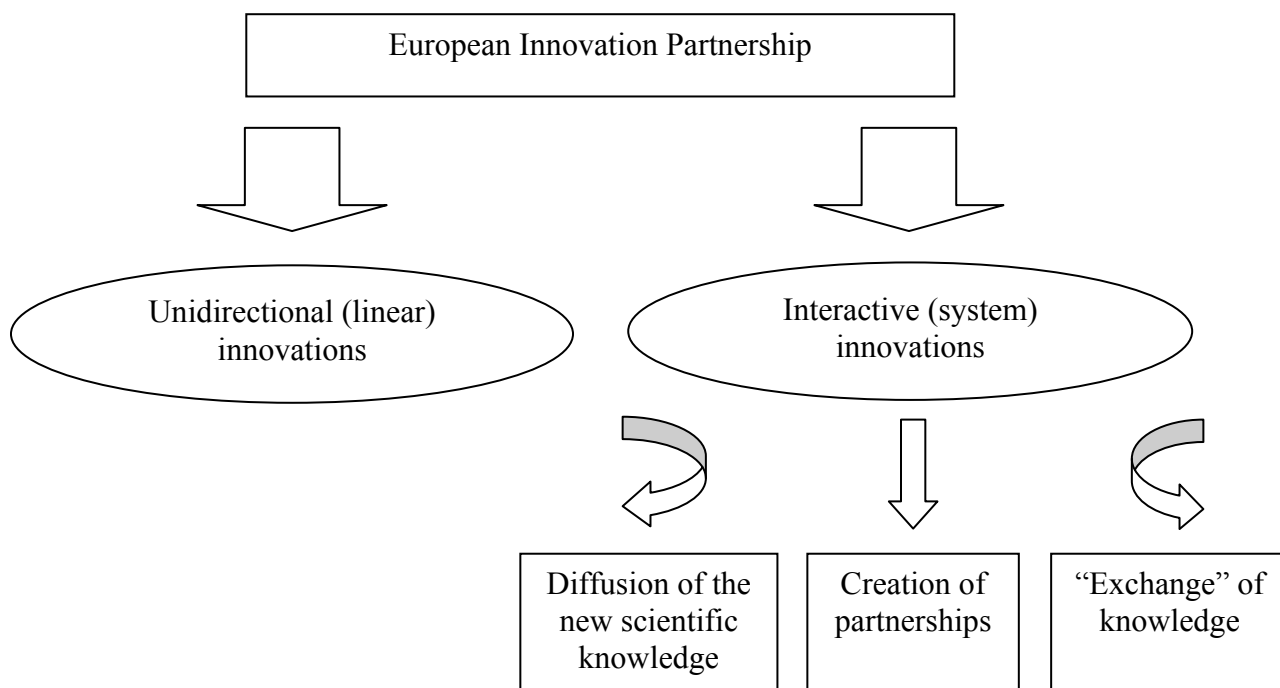 European Innovation Partnership
Unidirectional (linear)
innovations
Interactive (system)
innovations
Diffusion of the
new scientific
knowledge
Creation of
partnerships
“Exchange” of
knowledge